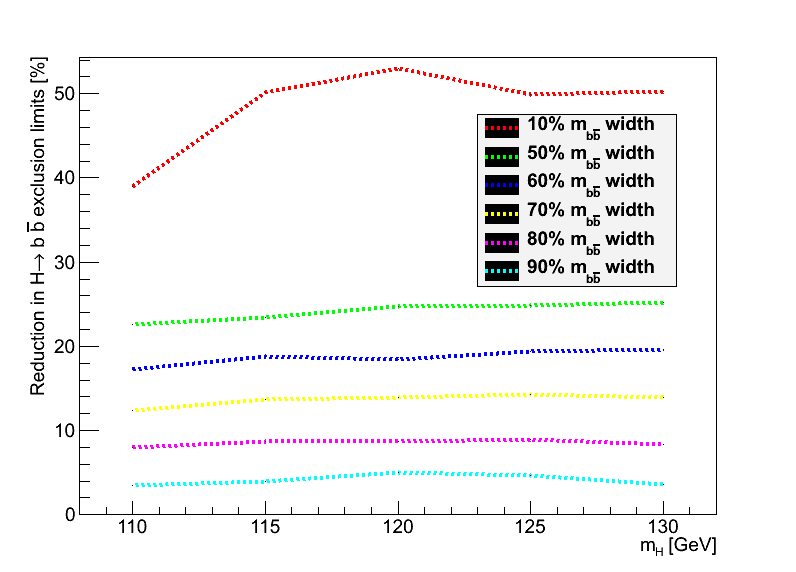 Reduction in H→ b b̅ exclusion limits [%]
50
40
30
20
10
0
110 115 120 125 130
m_H [GeV]
10% m_bb̅ width
50% m_bb̅ width
60% m_bb̅ width
70% m_bb̅ width
80% m_bb̅ width
90% m_bb̅ width